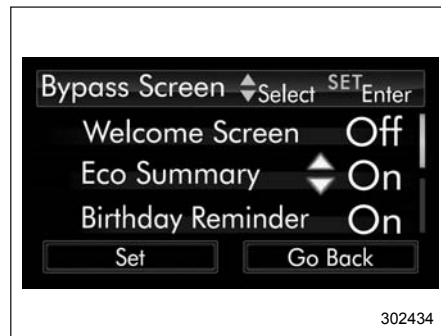 Bypass Screen Select SET Enter
Welcome Screen Off
Eco Summary On
Birthday Reminder On
Set Go Back
302434